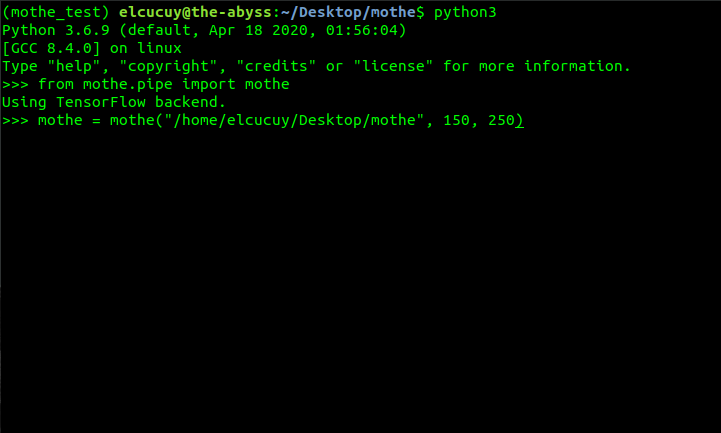 (mothe_test) elcucuy@the-abyss:~/Desktop/mothe$ python3
Python 3.6.9 (default, Apr 18 2020, 01:56:04)
[GCC 8.4.0] on linux
Type "help", "copyright", "credits" or "license" for more information.
>>> from mothe.pipe import mothe
Using TensorFlow backend.
>>> mothe = mothe("/home/elcucuy/Desktop/mothe", 150, 250)